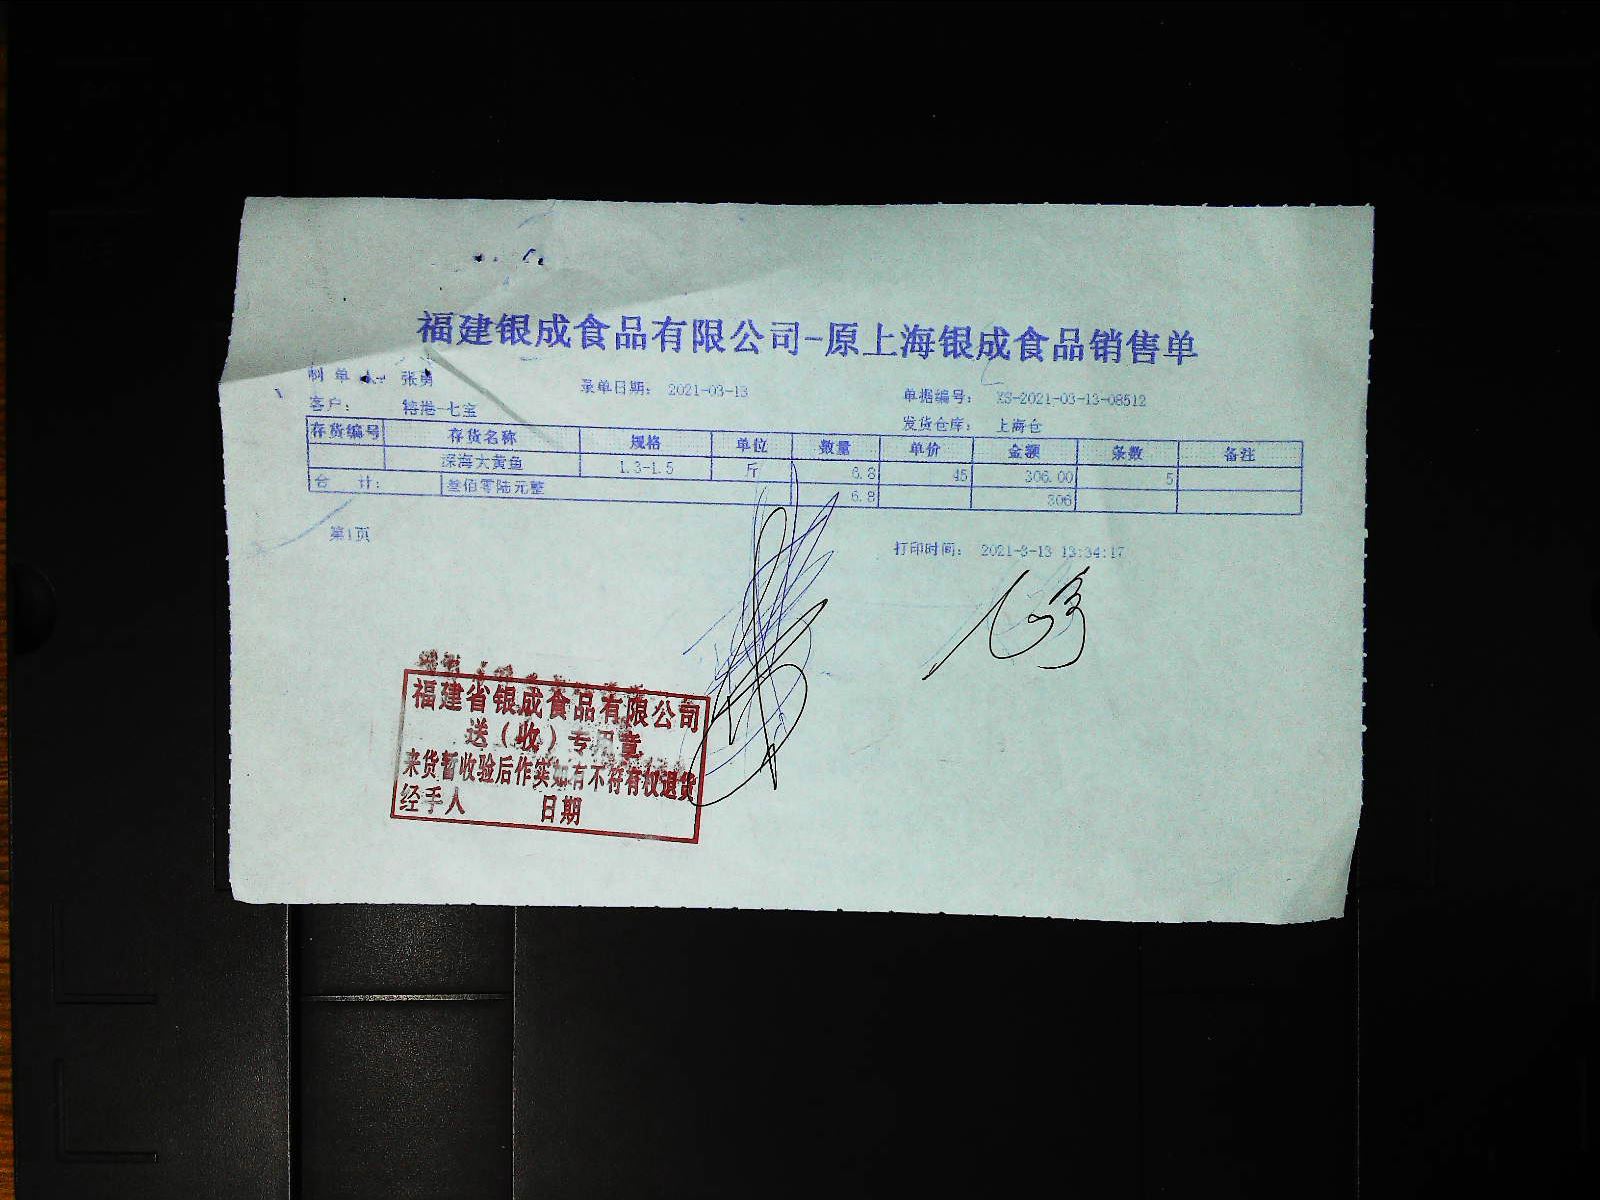 福建银成食品有限公司-原上海银成食品销售单
制单人: 张勇 录单日期: 2021-03-13 单据编号: XS-2021-03-13-08512
客户: 特港-七宝 发货仓库: 上海仓
存货编号 存货名称 规格 单位 数量 单价 金额 条数 备注
深海大黄鱼 1.3-1.5 斤 6.8 45 306.00 5
合 计: 叁佰零陆元整 6.8 306
第1页 打印时间: 2021-3-13 13:34:17
福建省银成食品有限公司
送（收）专用章
来货暂收验后作实如有不符有权退货
经手人 日期